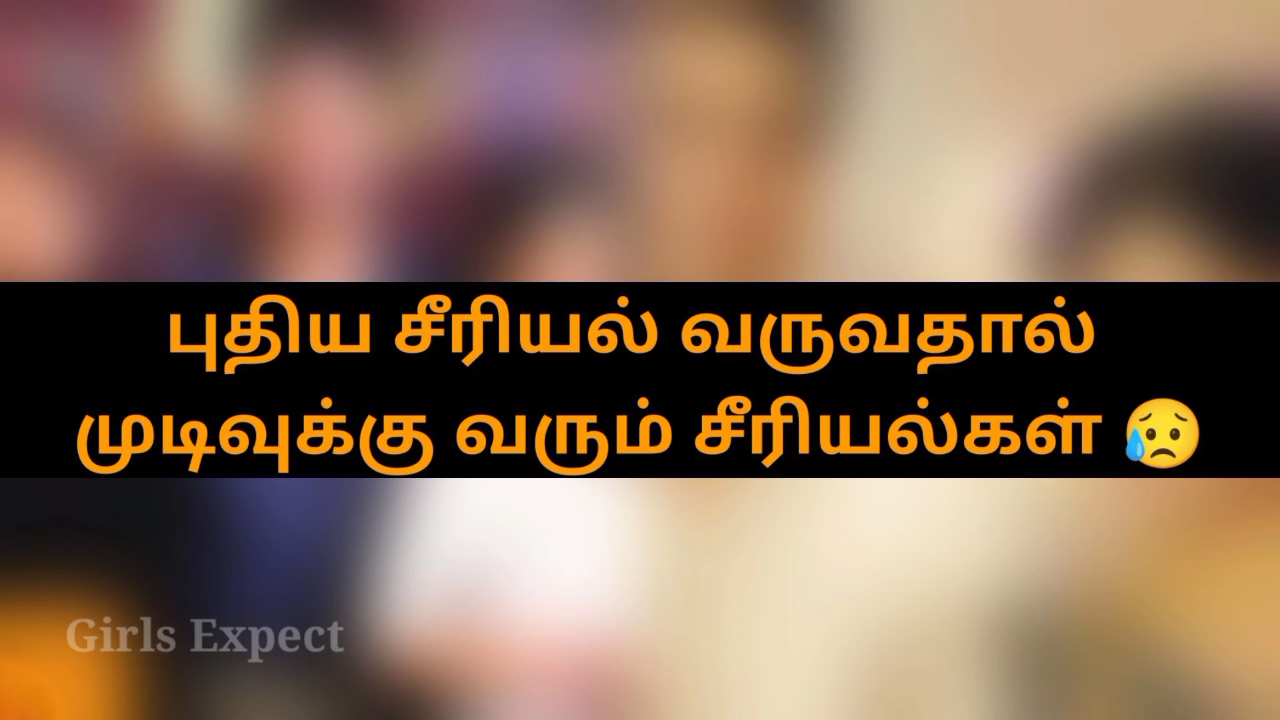 புதிய சீரியல் வருவதால்
முடிவுக்கு வரும் சீரியல்கள் 😥
Girls Expect